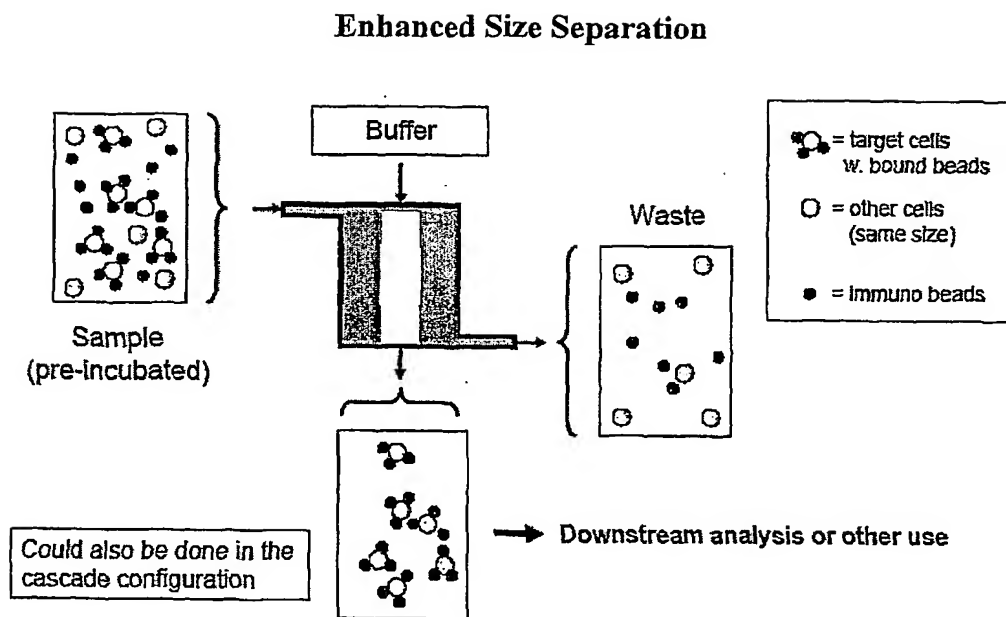 Enhanced Size Separation
Buffer
Sample
(pre-incubated)
Waste
= target cells
w. bound beads
= other cells
(same size)
= immuno beads
Could also be done in the
cascade configuration
Downstream analysis or other use